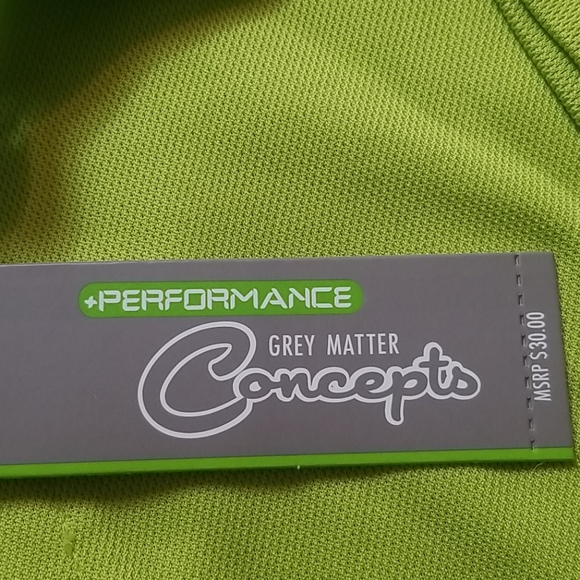 +PERFORMANCE
GREY MATTER
Concepts
MSRP $30.00